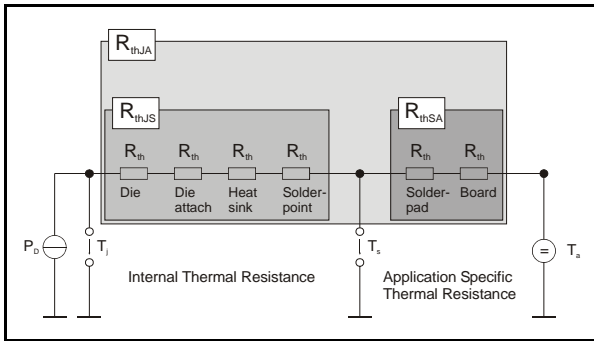 RthJA
RthJS
RthSA
Rth Rth Rth Rth Rth Rth
Die Die attach Heat sink Solder-point Solder-pad Board
PD Tj Ts = Ta
Internal Thermal Resistance
Application Specific
Thermal Resistance